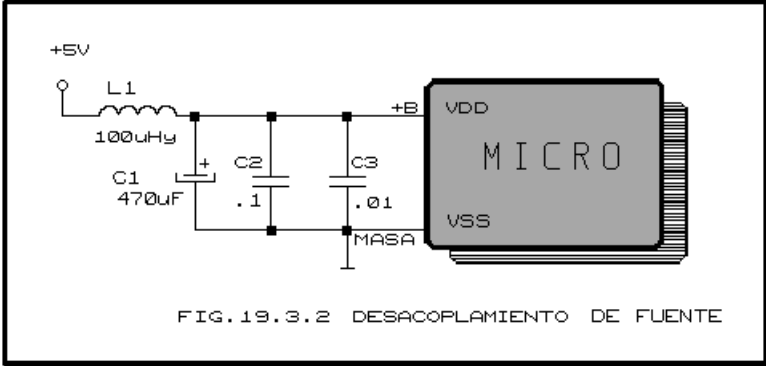 +5V
L1
100uHy
+B
VDD
MICRO
C1
+
470uF
C2
.1
C3
.01
VSS
MASA
FIG.19.3.2 DESACOPLAMIENTO DE FUENTE